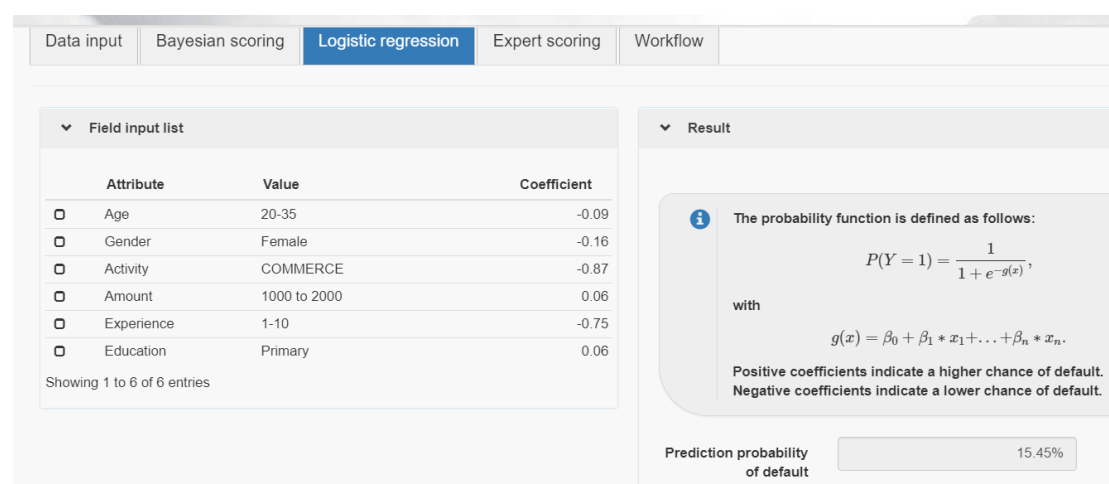 Data input Bayesian scoring Logistic regression Expert scoring Workflow
Field input list
Attribute Value Coefficient
Age 20-35 -0.09
Gender Female -0.16
Activity COMMERCE -0.87
Amount 1000 to 2000 0.06
Experience 1-10 -0.75
Education Primary 0.06
Showing 1 to 6 of 6 entries
Result
The probability function is defined as follows:
P(Y = 1) = 1 / (1 + e^{-g(x)}),
with
g(x) = β₀ + β₁ * x₁+…+βₙ * xₙ.
Positive coefficients indicate a higher chance of default.
Negative coefficients indicate a lower chance of default.
Prediction probability
of default
15.45%